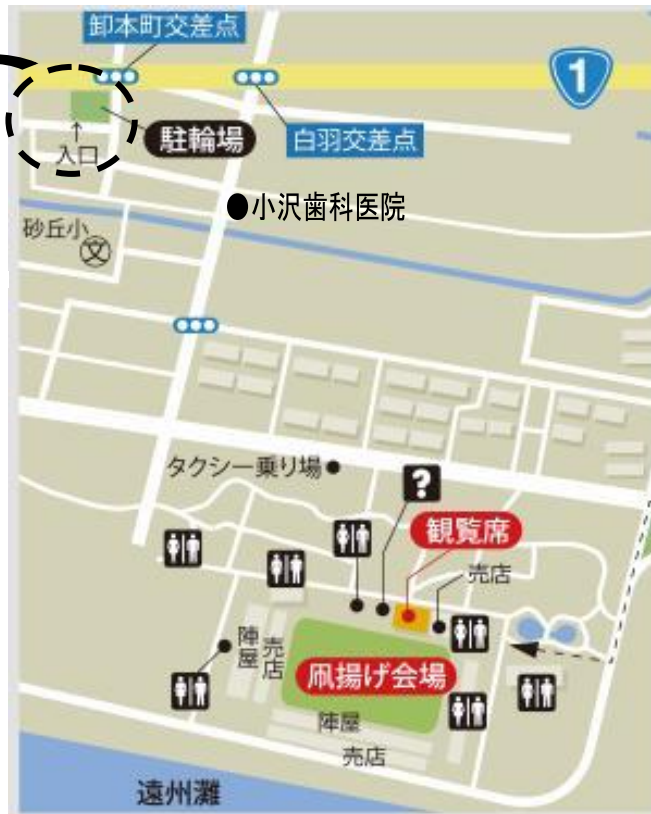 卸本町交差点
1
駐輪場
白羽交差点
↑
入口
●小沢歯科医院
砂丘小
文
タクシー乗り場●
?
観覧席
売店
陣屋
売店
凧揚げ会場
陣屋
売店
遠州灘